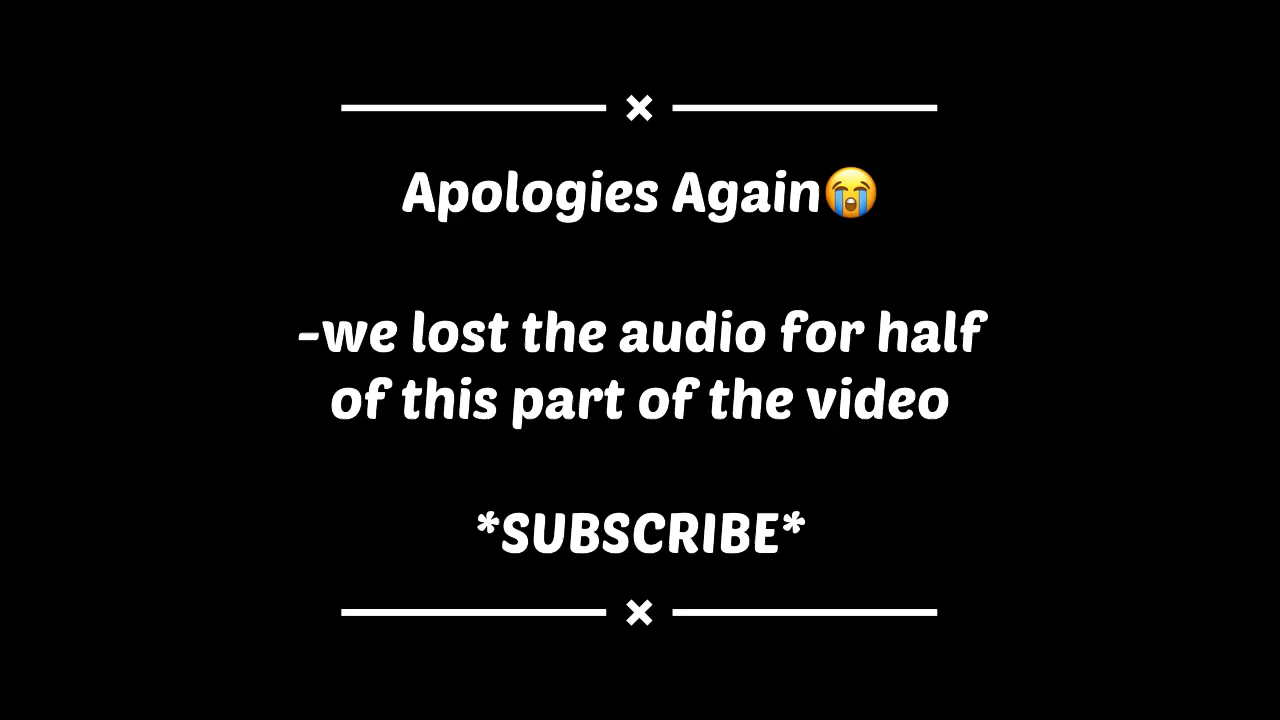 Apologies Again😭
-we lost the audio for half
of this part of the video
*SUBSCRIBE*